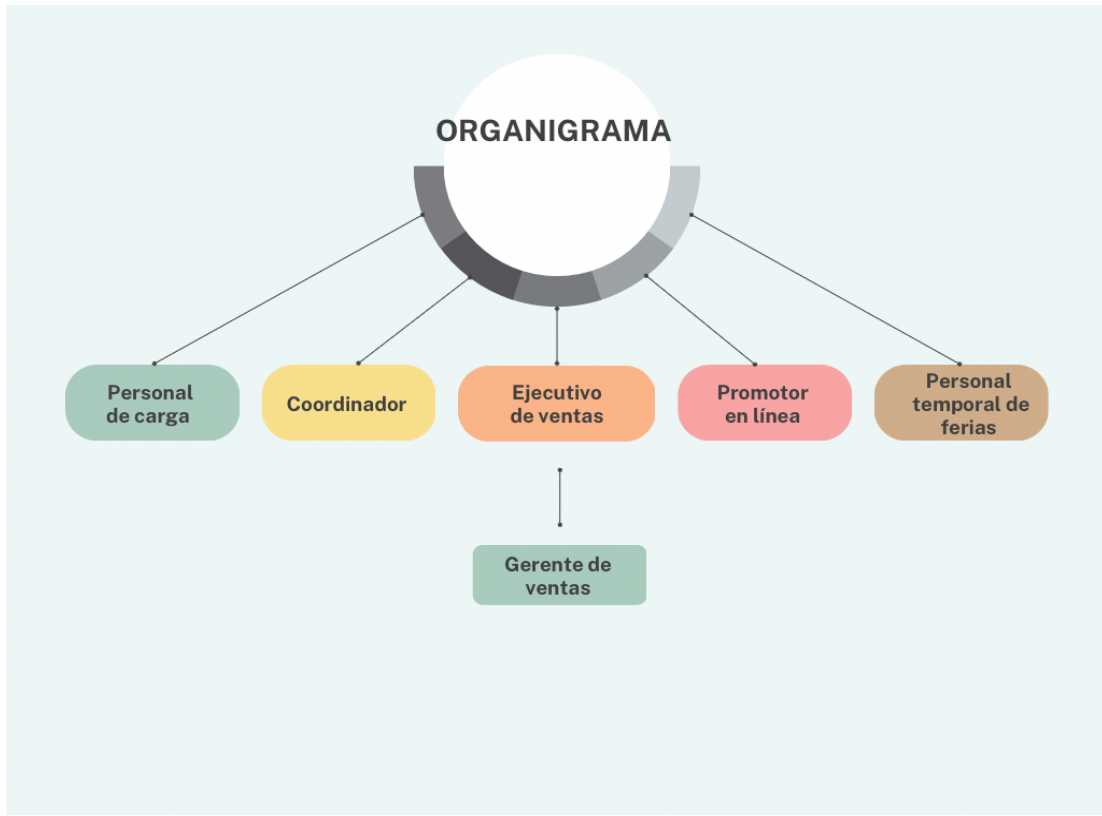 ORGANIGRAMA
Personal
de carga
Coordinador
Ejecutivo
de ventas
Promotor
en línea
Personal
temporal de
ferias
Gerente de
ventas